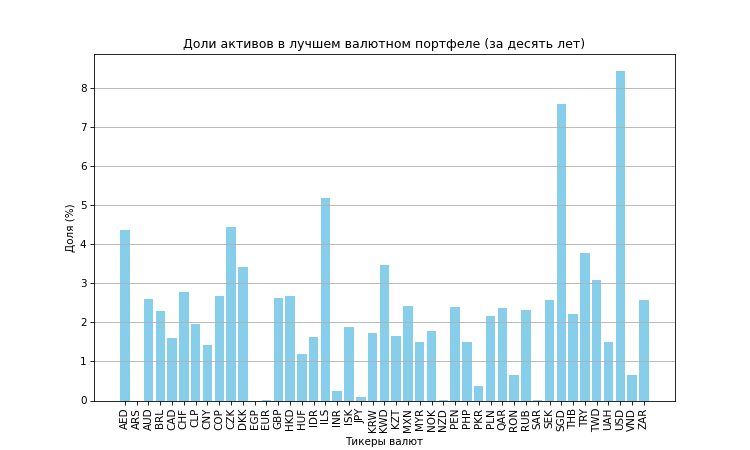 Доли активов в лучшем валютном портфеле (за десять лет)
Доля (%)
8
7
6
5
4
3
2
1
0
AED ARS AUD BRL CAD CHF CLP CNY COP CZK DKK EGP EUR GBP HKD HUF IDR ILS INR ISK JPY KRW KWD KZT MXN MYR NOK NZD PEN PHP PKR PLN QAR RON RUB SAR SEK SGD THB TRY TWD UAH USD VND ZAR
Тикеры валют